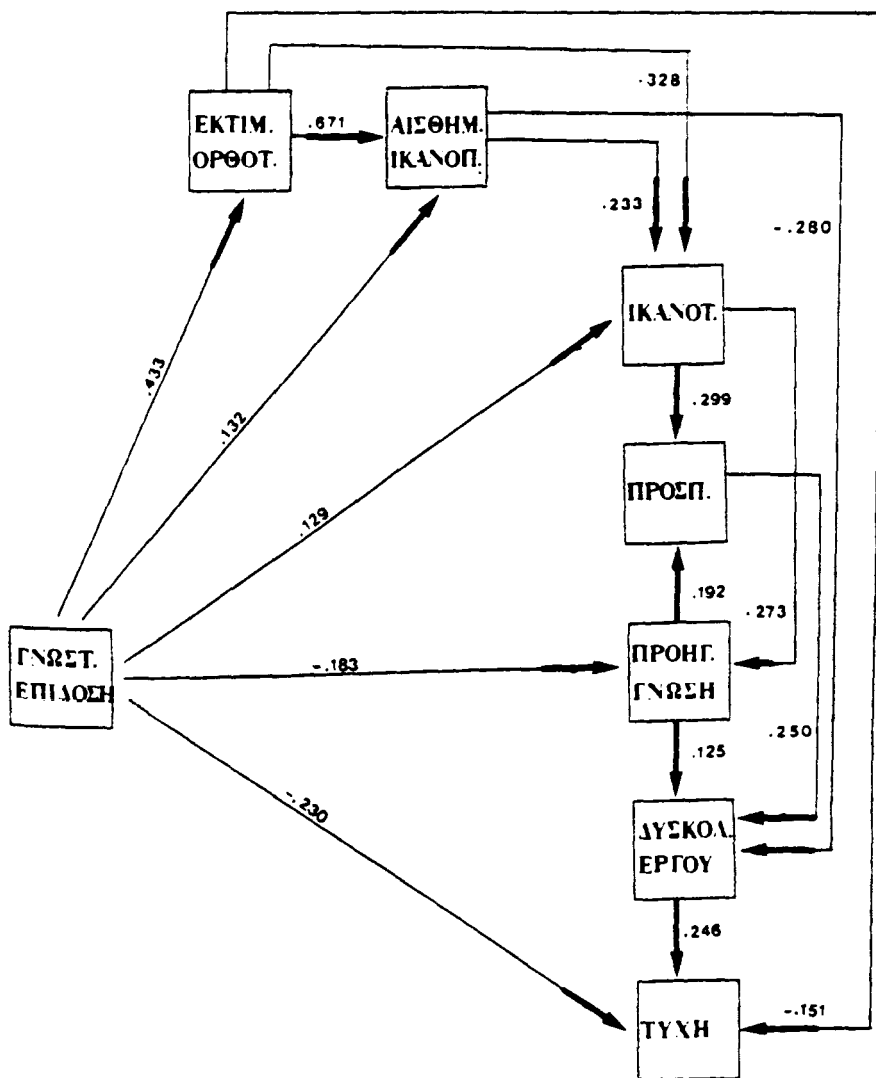 .328
.671
ΕΚΤΙΜ.
ΟΡΘΟΤ.
ΑΙΣΘΗΜ.
ΙΚΑΝΟΠ.
.233
-.280
ΙΚΑΝΟΤ.
.433
.132
.299
.129
ΠΡΟΣΠ.
.192
.273
ΓΝΩΣΤ.
ΕΠΙΔΟΣΗ
-.183
ΠΡΟΗΓ.
ΓΝΩΣΗ
.250
.125
-.230
ΔΥΣΚΟΛ.
ΕΡΓΟΥ
.246
-.151
ΤΥΧΗ